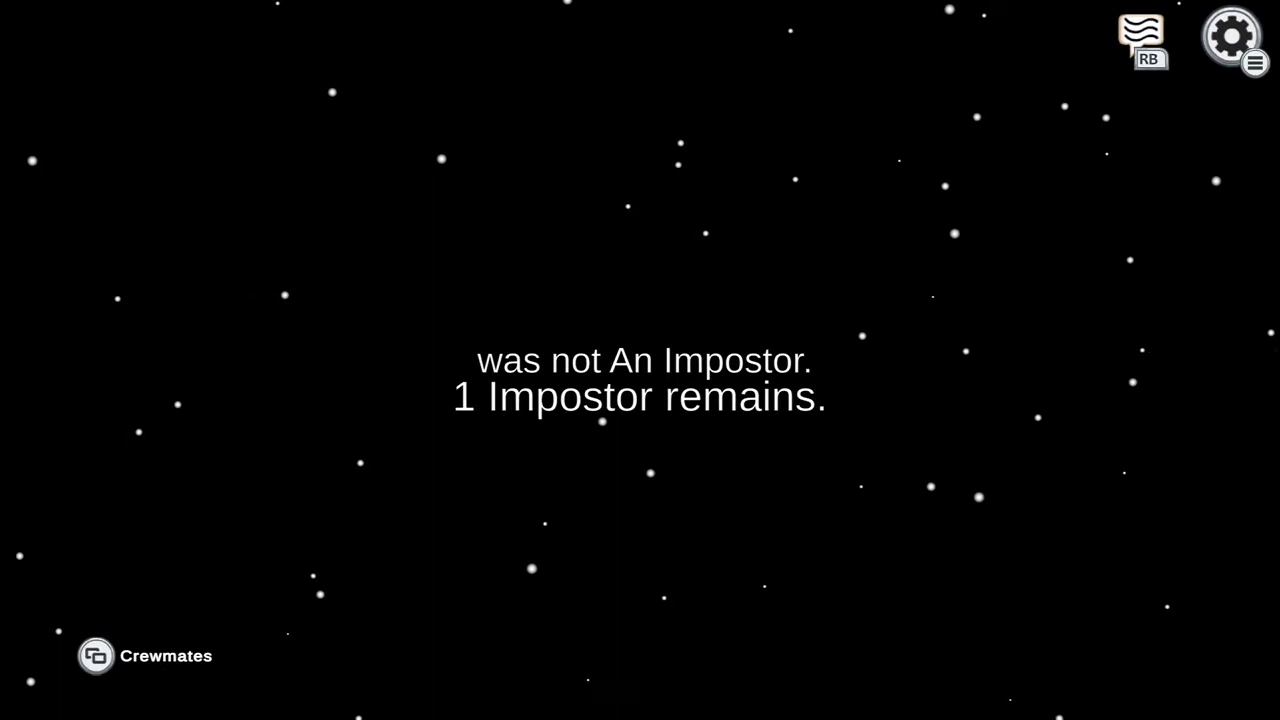 RB
was not An Impostor.
1 Impostor remains.
Crewmates